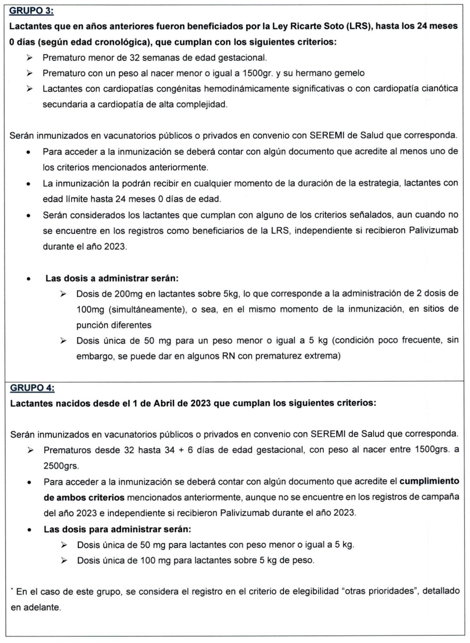 GRUPO 3:
Lactantes que en años anteriores fueron beneficiados por la Ley Ricarte Soto (LRS), hasta los 24 meses
0 días (según edad cronológica), que cumplan con los siguientes criterios:
➢ Prematuro menor de 32 semanas de edad gestacional.
➢ Prematuro con un peso al nacer menor o igual a 1500gr. y su hermano gemelo
➢ Lactantes con cardiopatías congénitas hemodinámicamente significativas o con cardiopatía cianótica
secundaria a cardiopatía de alta complejidad.
Serán inmunizados en vacunatorios públicos o privados en convenio con SEREMI de Salud que corresponda.
• Para acceder a la inmunización se deberá contar con algún documento que acredite al menos uno de
los criterios mencionados anteriormente.
• La inmunización la podrán recibir en cualquier momento de la duración de la estrategia, lactantes con
edad límite hasta 24 meses 0 días de edad.
• Serán considerados los lactantes que cumplan con alguno de los criterios señalados, aun cuando no
se encuentre en los registros como beneficiarios de la LRS, independiente si recibieron Palivizumab
durante el año 2023.
• Las dosis a administrar serán:
➢ Dosis de 200mg en lactantes sobre 5kg, lo que corresponde a la administración de 2 dosis de
100mg (simultáneamente), o sea, en el mismo momento de la inmunización, en sitios de
punción diferentes
➢ Dosis única de 50 mg para un peso menor o igual a 5 kg (condición poco frecuente, sin
embargo, se puede dar en algunos RN con prematurez extrema)
GRUPO 4:
Lactantes nacidos desde el 1 de Abril de 2023 que cumplan los siguientes criterios:
Serán inmunizados en vacunatorios públicos o privados en convenio con SEREMI de Salud que corresponda.
➢ Prematuros desde 32 hasta 34 + 6 días de edad gestacional, con peso al nacer entre 1500grs. a
2500grs.
• Para acceder a la inmunización se deberá contar con algún documento que acredite el cumplimiento
de ambos criterios mencionados anteriormente, aunque no se encuentre en los registros de campaña
del año 2023 e independiente si recibieron Palivizumab durante el año 2023.
• Las dosis para administrar serán:
➢ Dosis única de 50 mg para lactantes con peso menor o igual a 5 kg.
➢ Dosis única de 100 mg para lactantes sobre 5 kg de peso.
* En el caso de este grupo, se considera el registro en el criterio de elegibilidad "otras prioridades", detallado
en adelante.